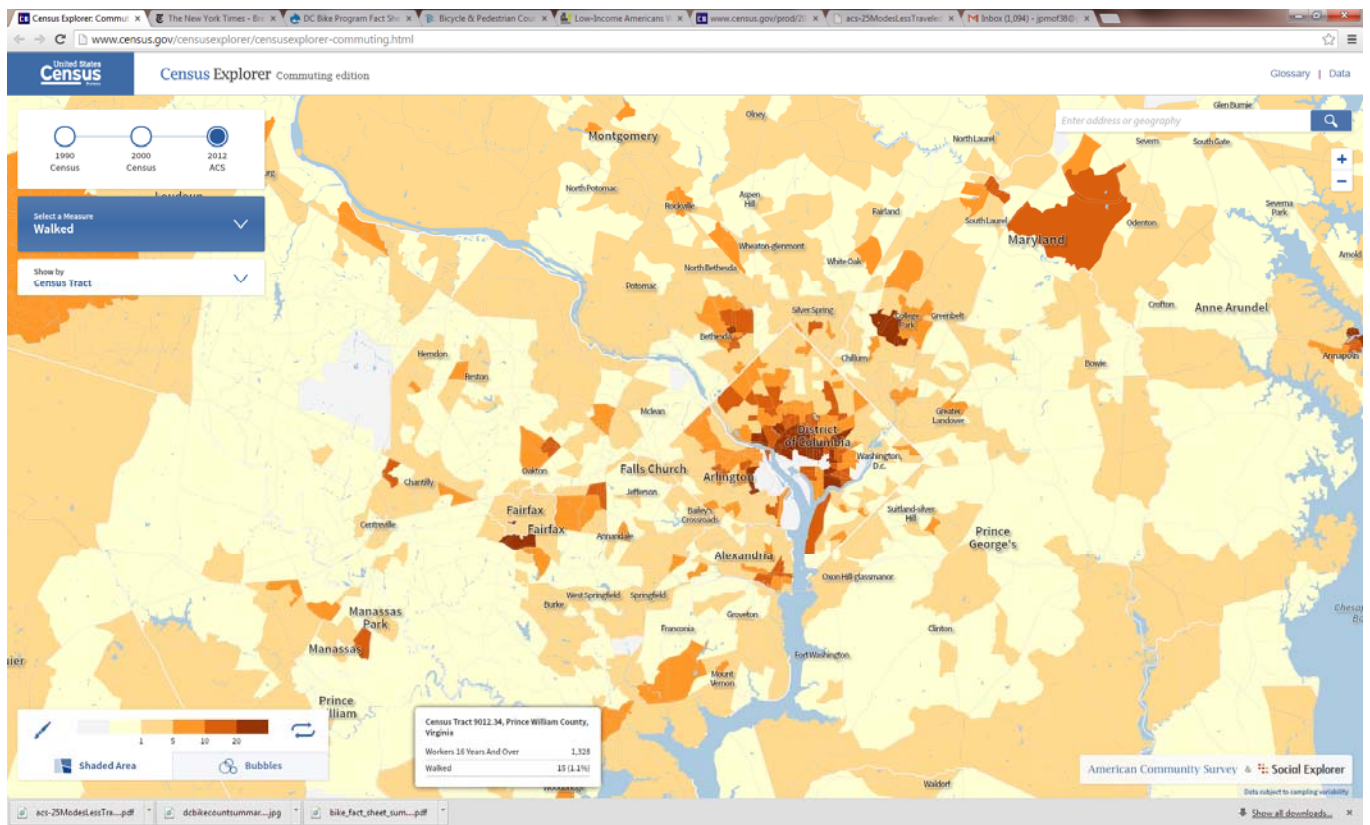 Census Explorer: Commut
The New York Times - Bre
DC Bike Program Fact She
Bicycle & Pedestrian Cou
Low-Income Americans W
www.census.gov/prod/20
acs-25ModesLessTraveled
Inbox (1,094) - jpmof38@
www.census.gov/censusexplorer/censusexplorer-commuting.html
United States
Census
Bureau
Census Explorer Commuting edition
Glossary | Data
1990
Census
2000
Census
2012
ACS
Select a Measure
Walked
Show by
Census Tract
Enter address or geography
+
−
Glen Burnie
Olney
Montgomery
North Laurel
Severn
South Gate
North Potomac
Aspen
Hill
Rockville
Fairland
South Laurel
Severna
Park
Odenton
Maryland
Wheaton-glenmont
White Oak
North Bethesda
Arnold
Potomac
Silver Spring
College
Park
Greenbelt
Crofton
Anne Arundel
Bethesda
Chillum
Annapolis
Herndon
Reston
Bowie
Mclean
Greater
Landover
District
of Columbia
Washington,
D.c.
Oakton
Falls Church
Arlington
Chantilly
Jefferson
Fairfax
Bailey's
Crossroads
Suitland-silver
Hill
Centreville
Fairfax
Annandale
Prince
George's
Alexandria
Oxon Hill-glassmanor
West Springfield
Springfield
Burke
Groveton
Manassas
Park
Franconia
Clinton
Manassas
Fort Washington
Mount
Vernon
Prince
William
Waldorf
1 5 10 20
Shaded Area
Bubbles
Census Tract 9012.34, Prince William County,
Virginia
Workers 16 Years And Over 1,328
Walked 15 (1.1%)
American Community Survey & Social Explorer
Data subject to sampling variability
acs-25ModesLessTra....pdf
dcbikecountsummar....jpg
bike_fact_sheet_sum....pdf
Show all downloads...